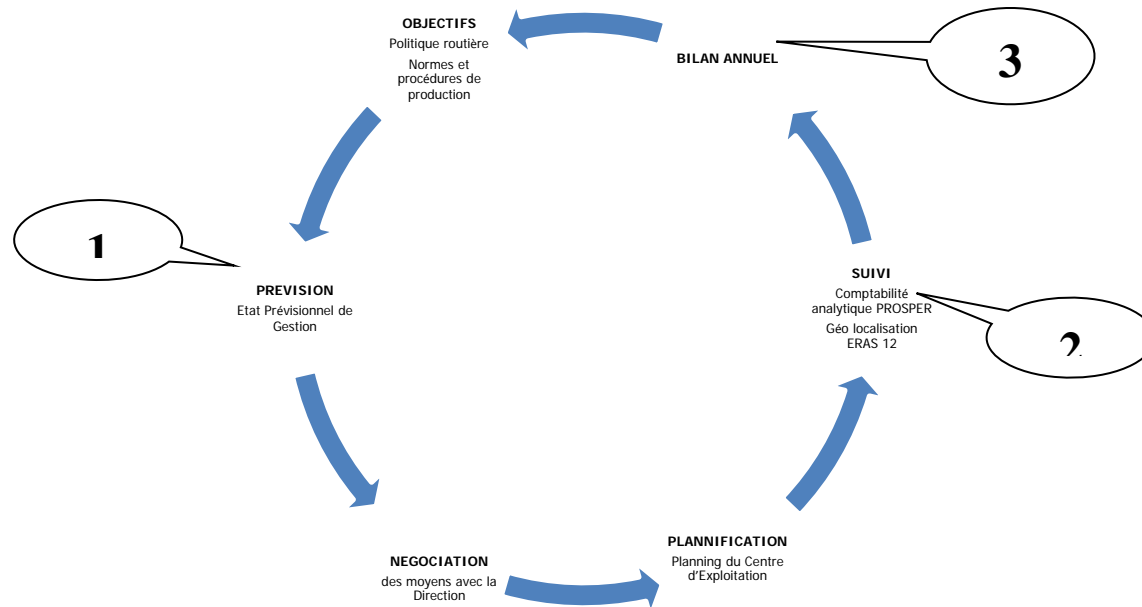 OBJECTIFS
Politique routière
Normes et
procédures de
production
BILAN ANNUEL
3
1
PREVISION
Etat Prévisionnel de
Gestion
SUIVI
Comptabilité
analytique PROSPER
Géo localisation
ERAS 12
2
NEGOCIATION
des moyens avec la
Direction
PLANNIFICATION
Planning du Centre
d'Exploitation